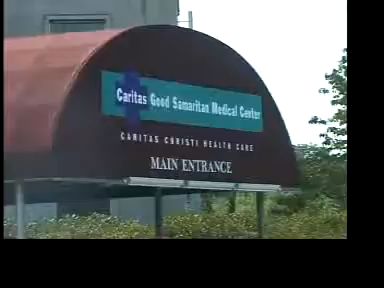 Caritas Good Samaritan Medical Center
CARITAS CHRISTI HEALTH CARE
MAIN ENTRANCE